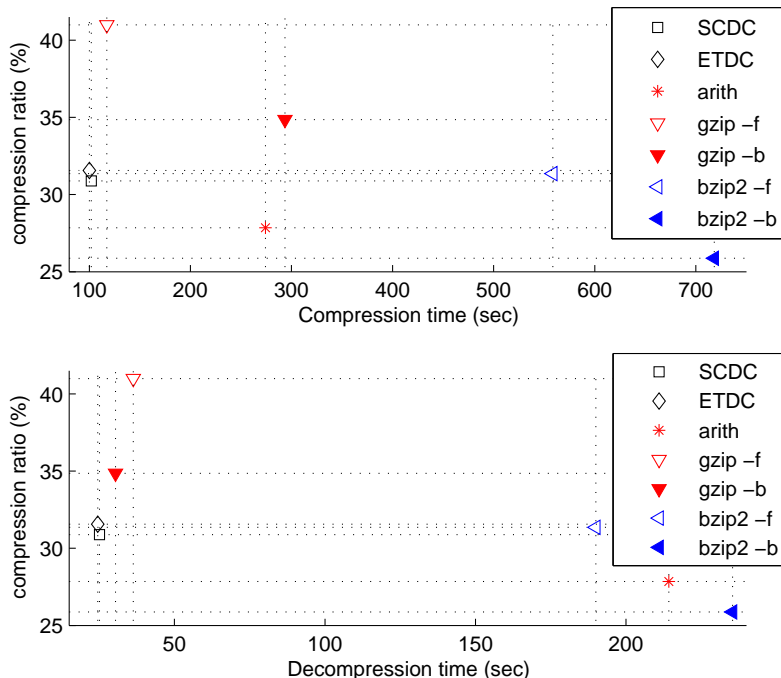 compression ratio (%)
40
35
30
25
100
200
300
400
500
600
700
Compression time (sec)
SCDC
ETDC
arith
gzip −f
gzip −b
bzip2 −f
bzip2 −b
compression ratio (%)
40
35
30
25
50
100
150
200
Decompression time (sec)
SCDC
ETDC
arith
gzip −f
gzip −b
bzip2 −f
bzip2 −b